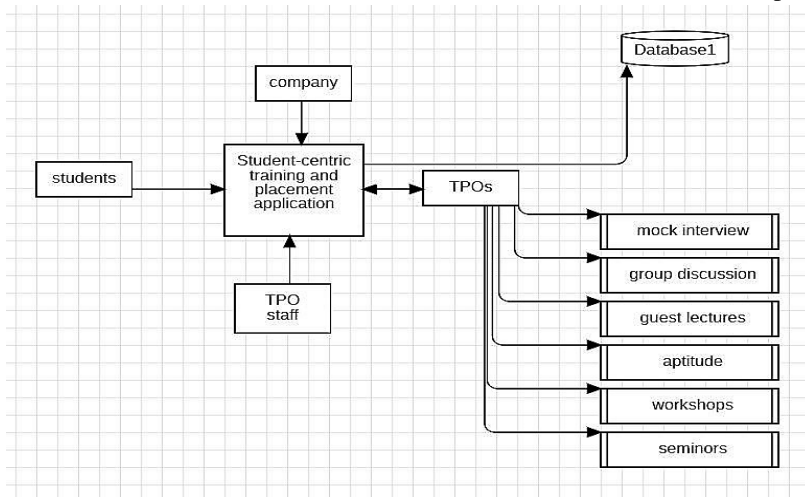 Database1
company
Student-centric
training and
placement
application
students
TPOs
mock interview
group discussion
guest lectures
TPO
staff
aptitude
workshops
seminors